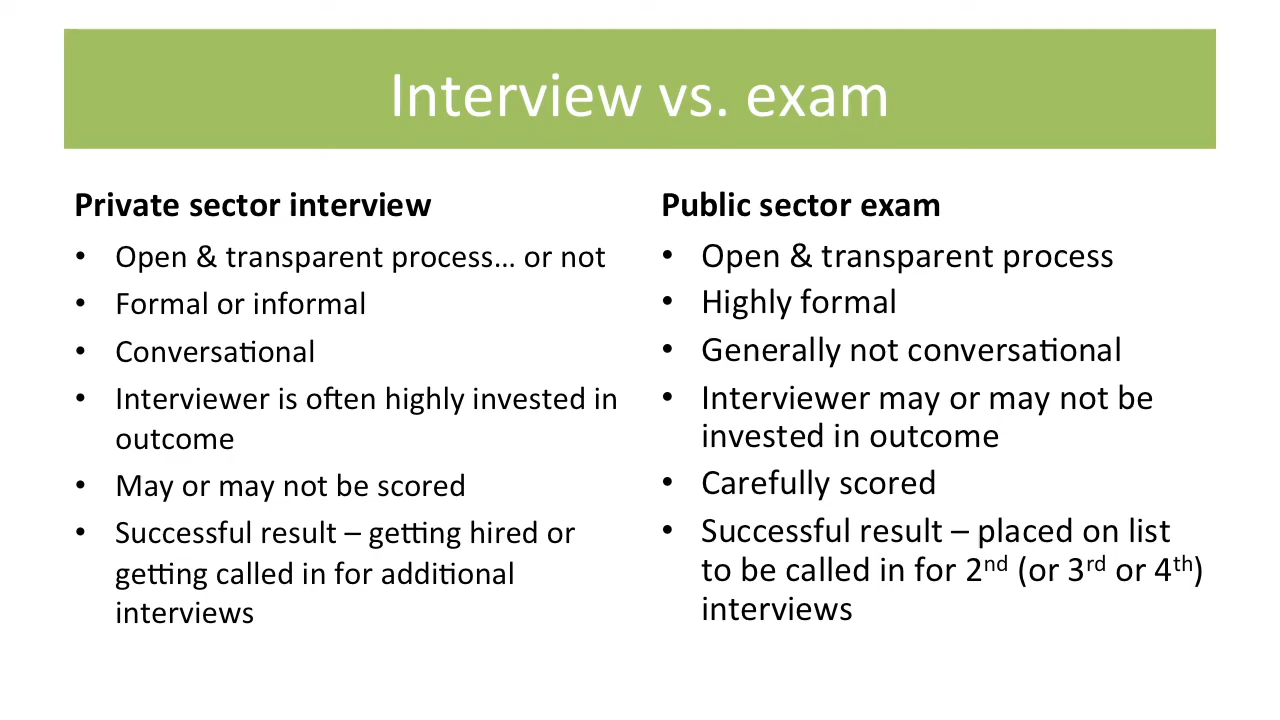 Interview vs. exam
Private sector interview
• Open & transparent process... or not
• Formal or informal
• Conversational
• Interviewer is often highly invested in
outcome
• May or may not be scored
• Successful result – getting hired or
getting called in for additional
interviews
Public sector exam
• Open & transparent process
• Highly formal
• Generally not conversational
• Interviewer may or may not be
invested in outcome
• Carefully scored
• Successful result – placed on list
to be called in for 2nd (or 3rd or 4th)
interviews